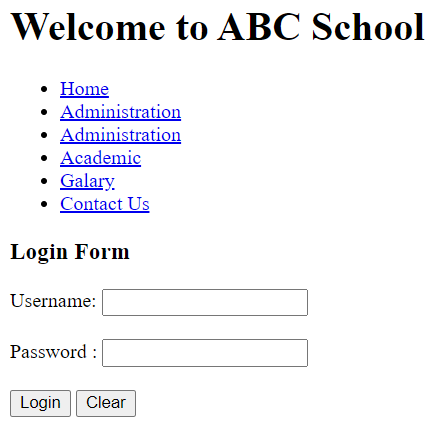 Welcome to ABC School
Home
Administration
Administration
Academic
Galary
Contact Us
Login Form
Username:
Password :
Login Clear